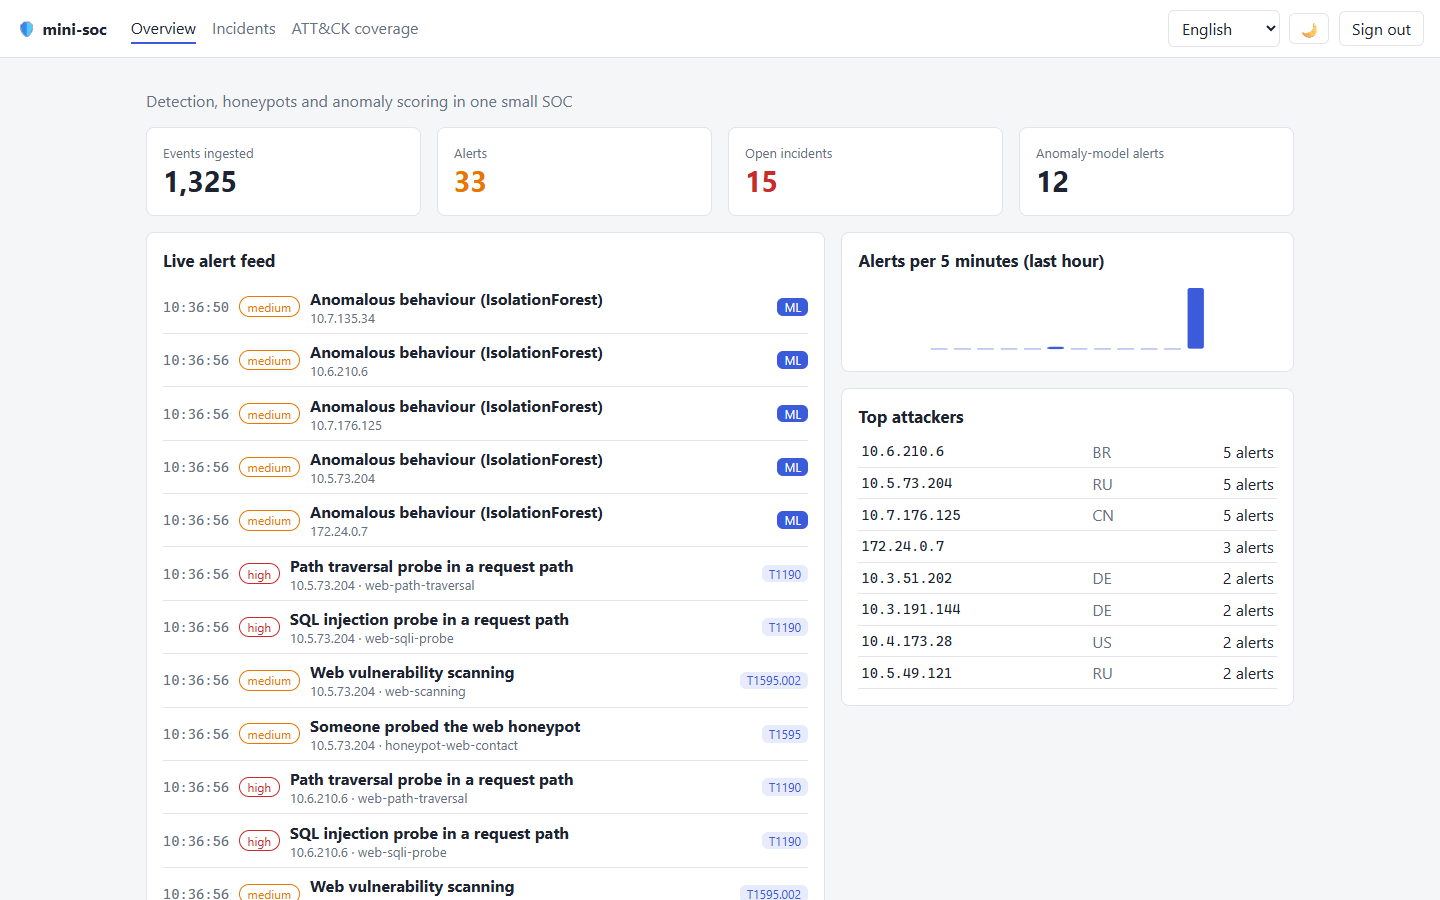 mini-soc
Overview
Incidents
ATT&CK coverage
English
Sign out
Detection, honeypots and anomaly scoring in one small SOC
Events ingested
1,325
Alerts
33
Open incidents
15
Anomaly-model alerts
12
Live alert feed
10:36:50 medium Anomalous behaviour (IsolationForest) ML
10.7.135.34
10:36:56 medium Anomalous behaviour (IsolationForest) ML
10.6.210.6
10:36:56 medium Anomalous behaviour (IsolationForest) ML
10.7.176.125
10:36:56 medium Anomalous behaviour (IsolationForest) ML
10.5.73.204
10:36:56 medium Anomalous behaviour (IsolationForest) ML
172.24.0.7
10:36:56 high Path traversal probe in a request path T1190
10.5.73.204 · web-path-traversal
10:36:56 high SQL injection probe in a request path T1190
10.5.73.204 · web-sqli-probe
10:36:56 medium Web vulnerability scanning T1595.002
10.5.73.204 · web-scanning
10:36:56 medium Someone probed the web honeypot T1595
10.5.73.204 · honeypot-web-contact
10:36:56 high Path traversal probe in a request path T1190
10.6.210.6 · web-path-traversal
10:36:56 high SQL injection probe in a request path T1190
10.6.210.6 · web-sqli-probe
10:36:56 medium Web vulnerability scanning T1595.002
Alerts per 5 minutes (last hour)
Top attackers
10.6.210.6 BR 5 alerts
10.5.73.204 RU 5 alerts
10.7.176.125 CN 5 alerts
172.24.0.7 3 alerts
10.3.51.202 DE 2 alerts
10.3.191.144 DE 2 alerts
10.4.173.28 US 2 alerts
10.5.49.121 RU 2 alerts